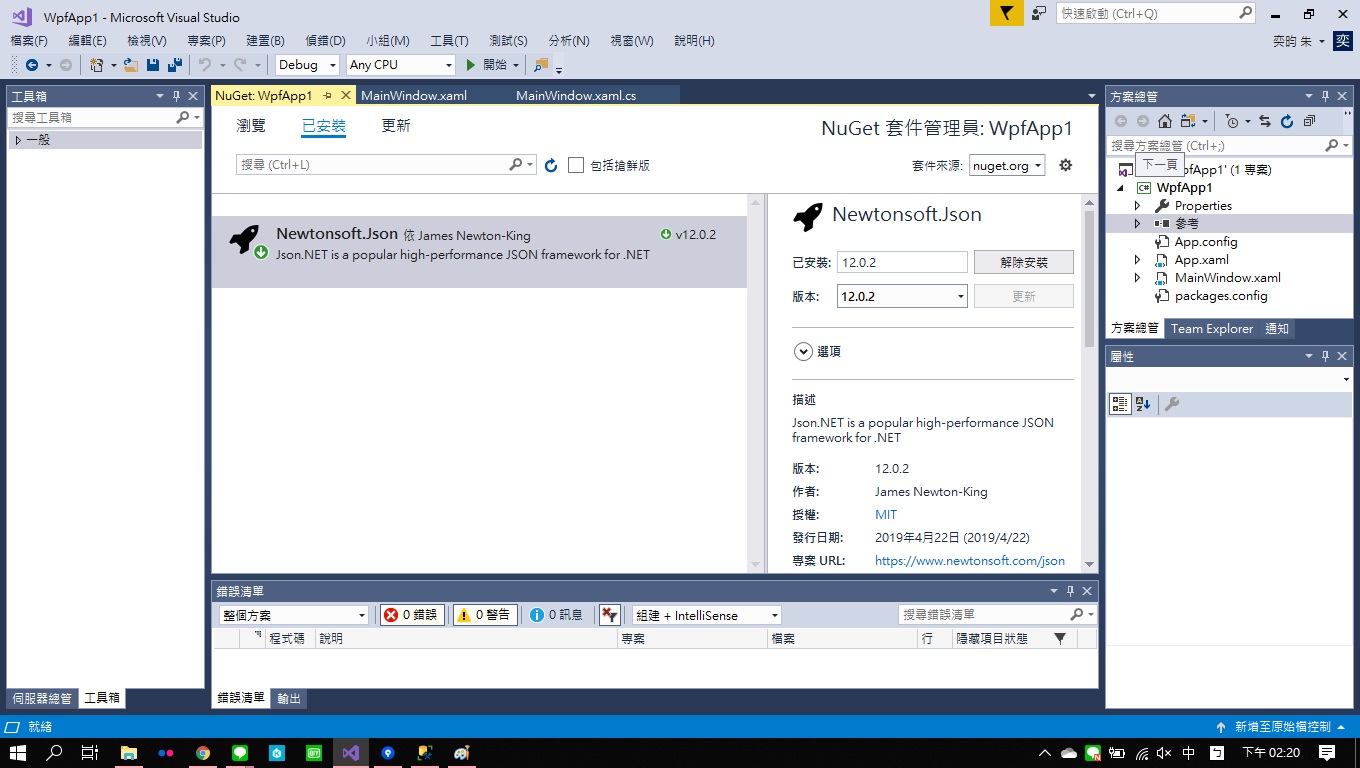 WpfApp1 - Microsoft Visual Studio
快速啟動 (Ctrl+Q)
檔案(F) 編輯(E) 檢視(V) 專案(P) 建置(B) 偵錯(D) 小組(M) 工具(T) 測試(S) 分析(N) 視窗(W) 說明(H)
奕昀 朱 奕
Debug Any CPU 開始
工具箱
搜尋工具箱
一般
NuGet: WpfApp1 MainWindow.xaml MainWindow.xaml.cs
瀏覽 已安裝 更新
NuGet 套件管理員: WpfApp1
搜尋 (Ctrl+L) 包括搶鮮版 套件來源: nuget.org
Newtonsoft.Json 依 James Newton-King v12.0.2
Json.NET is a popular high-performance JSON framework for .NET
Newtonsoft.Json
已安裝: 12.0.2 解除安裝
版本: 12.0.2 更新
選項
描述
Json.NET is a popular high-performance JSON
framework for .NET
版本: 12.0.2
作者: James Newton-King
授權: MIT
發行日期: 2019年4月22日 (2019/4/22)
專案 URL: https://www.newtonsoft.com/json
方案總管
搜尋方案總管 (Ctrl+;)
下一頁
pfApp1' (1 專案)
C# WpfApp1
Properties
參考
App.config
App.xaml
MainWindow.xaml
packages.config
方案總管 Team Explorer 通知
屬性
錯誤清單
整個方案 0 錯誤 0 警告 0 訊息 組建 + IntelliSense 搜尋錯誤清單
程式碼 說明 專案 檔案 行 隱藏項目狀態
伺服器總管 工具箱
錯誤清單 輸出
就緒
新增至原始檔控制
中 下午 02:20